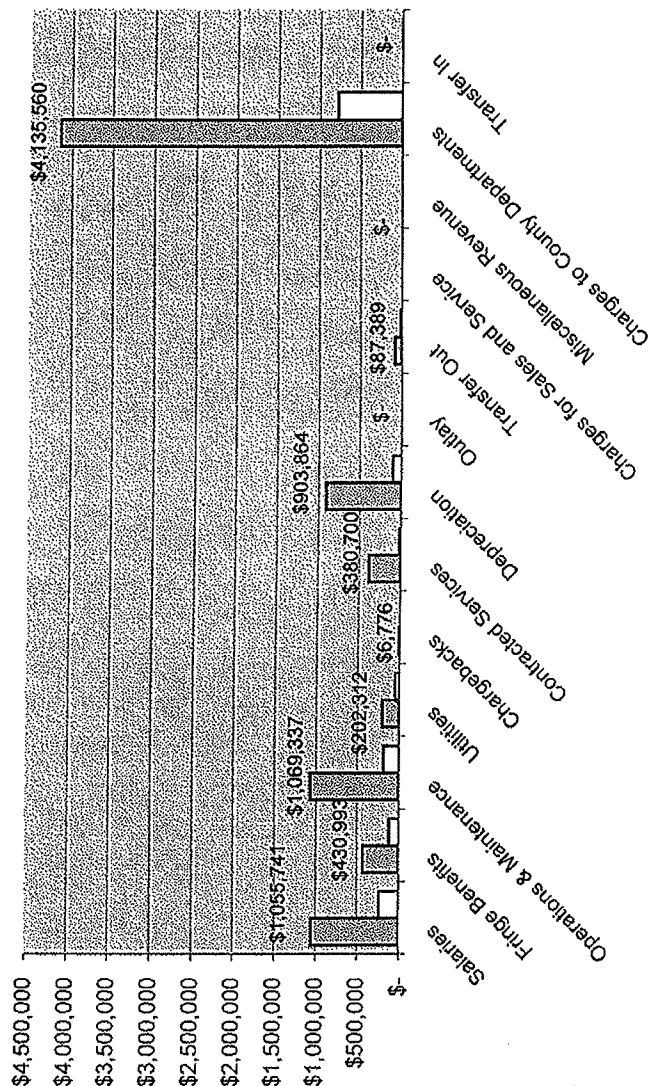 $4,500,000
$4,000,000
$3,500,000
$3,000,000
$2,500,000
$2,000,000
$1,500,000
$1,000,000
$500,000
$-
$1,055,741
$430,993
$1,069,337
$202,312
$6,776
$380,700
$903,864
$-
$87,389
$-
$4,135,560
$-
Salaries
Fringe Benefits
Operations & Maintenance
Utilities
Chargebacks
Contracted Services
Depreciation
Outlay
Transfer Out
Charges for Sales and Service
Miscellaneous Revenue
Charges to County Departments
Transfer In